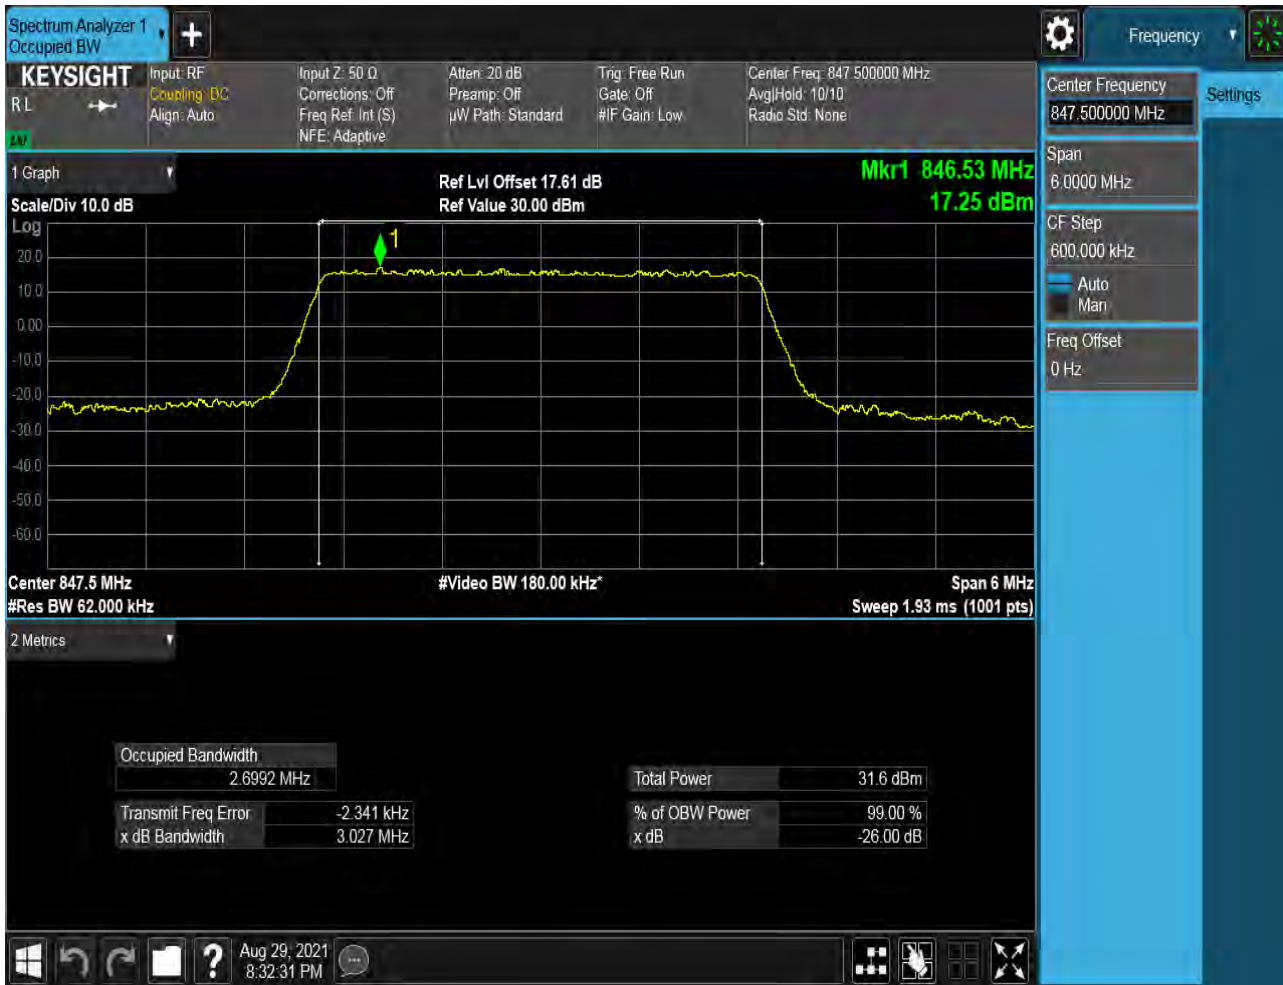 Spectrum Analyzer 1
Occupied BW
Frequency
KEYSIGHT
R L
Input: RF
Coupling: DC
Align: Auto
Input Z: 50 Ω
Corrections: Off
Freq Ref: Int (S)
NFE: Adaptive
Atten: 20 dB
Preamp: Off
µW Path: Standard
Trig: Free Run
Gate: Off
#IF Gain: Low
Center Freq: 847.500000 MHz
Avg|Hold: 10/10
Radio Std: None
1 Graph
Scale/Div 10.0 dB
Ref Lvl Offset 17.61 dB
Ref Value 30.00 dBm
Mkr1 846.53 MHz
17.25 dBm
Log
1
20.0
10.0
0.00
-10.0
-20.0
-30.0
-40.0
-50.0
-60.0
Center 847.5 MHz
#Res BW 62.000 kHz
#Video BW 180.00 kHz*
Span 6 MHz
Sweep 1.93 ms (1001 pts)
2 Metrics
Occupied Bandwidth
2.6992 MHz
Transmit Freq Error -2.341 kHz
x dB Bandwidth 3.027 MHz
Total Power 31.6 dBm
% of OBW Power 99.00 %
x dB -26.00 dB
Center Frequency
847.500000 MHz
Settings
Span
6.0000 MHz
CF Step
600.000 kHz
Auto
Man
Freq Offset
0 Hz
?
Aug 29, 2021
8:32:31 PM